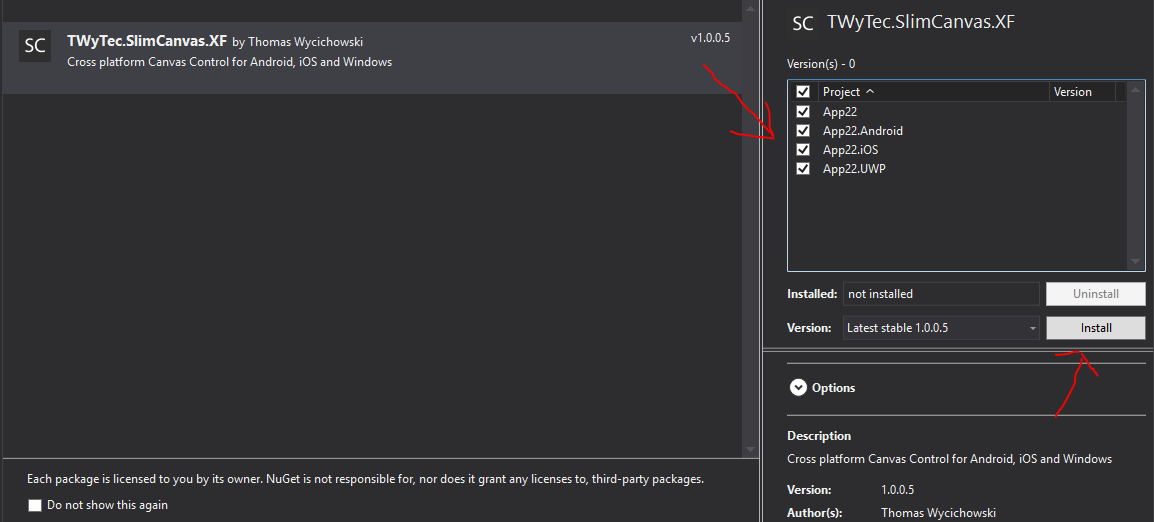 SC TWyTec.SlimCanvas.XF by Thomas Wycichowski v1.0.0.5
Cross platform Canvas Control for Android, iOS and Windows
Each package is licensed to you by its owner. NuGet is not responsible for, nor does it grant any licenses to, third-party packages.
Do not show this again
SC TWyTec.SlimCanvas.XF
Version(s) - 0
Project Version
App22
App22.Android
App22.iOS
App22.UWP
Installed: not installed Uninstall
Version: Latest stable 1.0.0.5 Install
Options
Description
Cross platform Canvas Control for Android, iOS and Windows
Version: 1.0.0.5
Author(s): Thomas Wycichowski